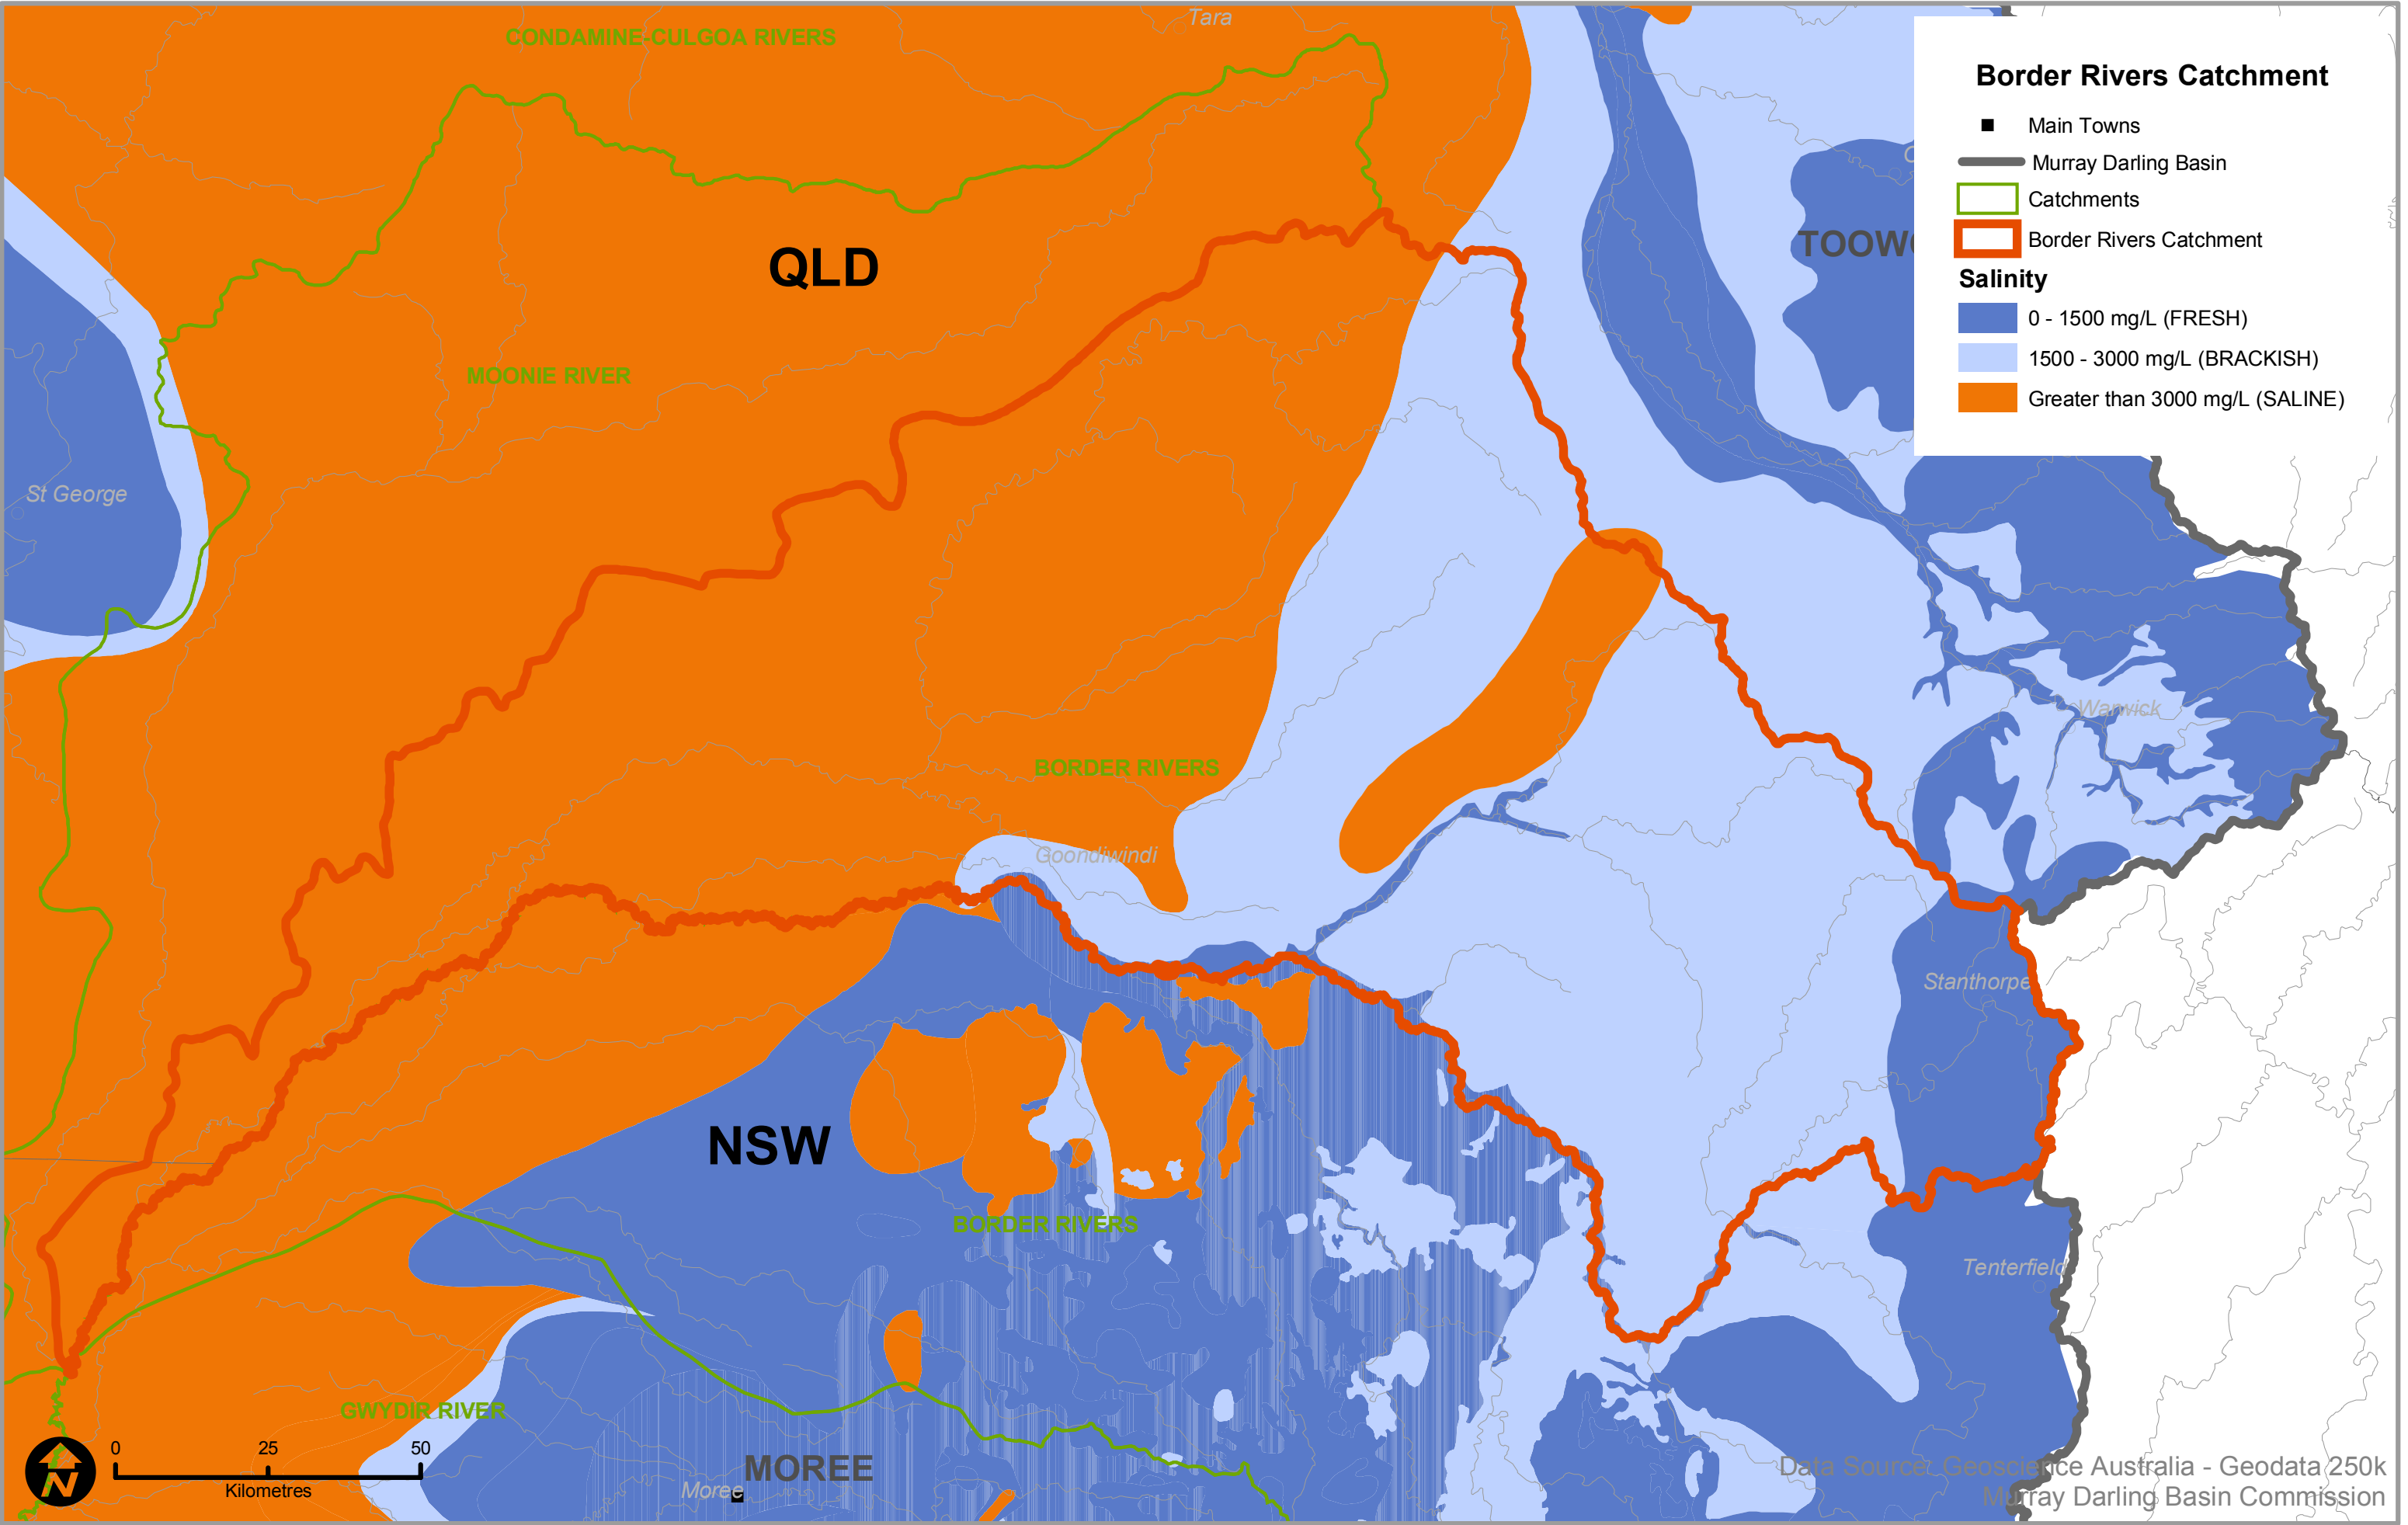 Tara
CONDAMINE-CULGOA RIVERS
Border Rivers Catchment
Main Towns
Murray Darling Basin
Catchments
Border Rivers Catchment
Salinity
0 - 1500 mg/L (FRESH)
1500 - 3000 mg/L (BRACKISH)
Greater than 3000 mg/L (SALINE)
TOOW
QLD
MOONIE RIVER
St George
Warwick
BORDER RIVERS
Goondiwindi
Stanthorpe
NSW
BORDER RIVERS
Tenterfield
GWYDIR RIVER
MOREE
Moree
N
0 25 50
Kilometres
Data Source: Geoscience Australia - Geodata 250k
Murray Darling Basin Commission